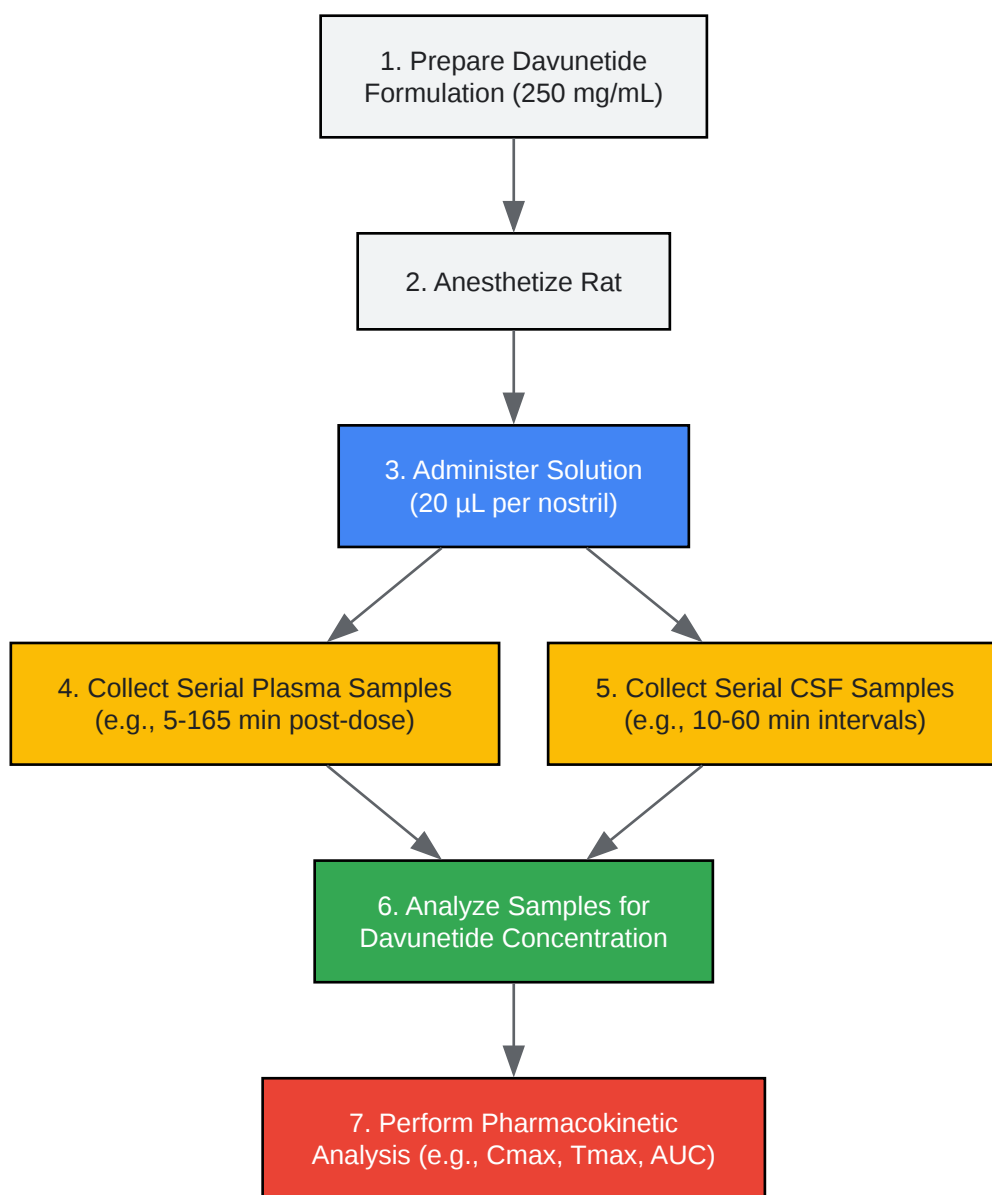 1. Prepare Davunetide
Formulation (250 mg/mL)
2. Anesthetize Rat
3. Administer Solution
(20 µL per nostril)
4. Collect Serial Plasma Samples
(e.g., 5-165 min post-dose)
5. Collect Serial CSF Samples
(e.g., 10-60 min intervals)
6. Analyze Samples for
Davunetide Concentration
7. Perform Pharmacokinetic
Analysis (e.g., Cmax, Tmax, AUC)